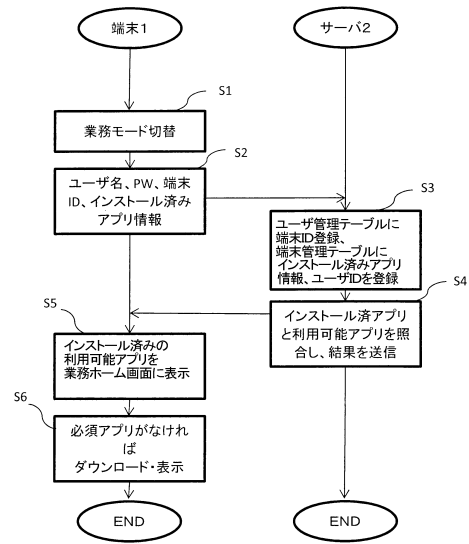 端末1
サーバ2
S1
業務モード切替
S2
ユーザ名、PW、端末
ID、インストール済み
アプリ情報
S3
ユーザ管理テーブルに
端末ID登録、
端末管理テーブルに
インストール済みアプリ
情報、ユーザIDを登録
S4
インストール済アプリ
と利用可能アプリを照
合し、結果を送信
S5
インストール済みの
利用可能アプリを
業務ホーム画面に表示
S6
必須アプリがなけれ
ば
ダウンロード・表示
END
END